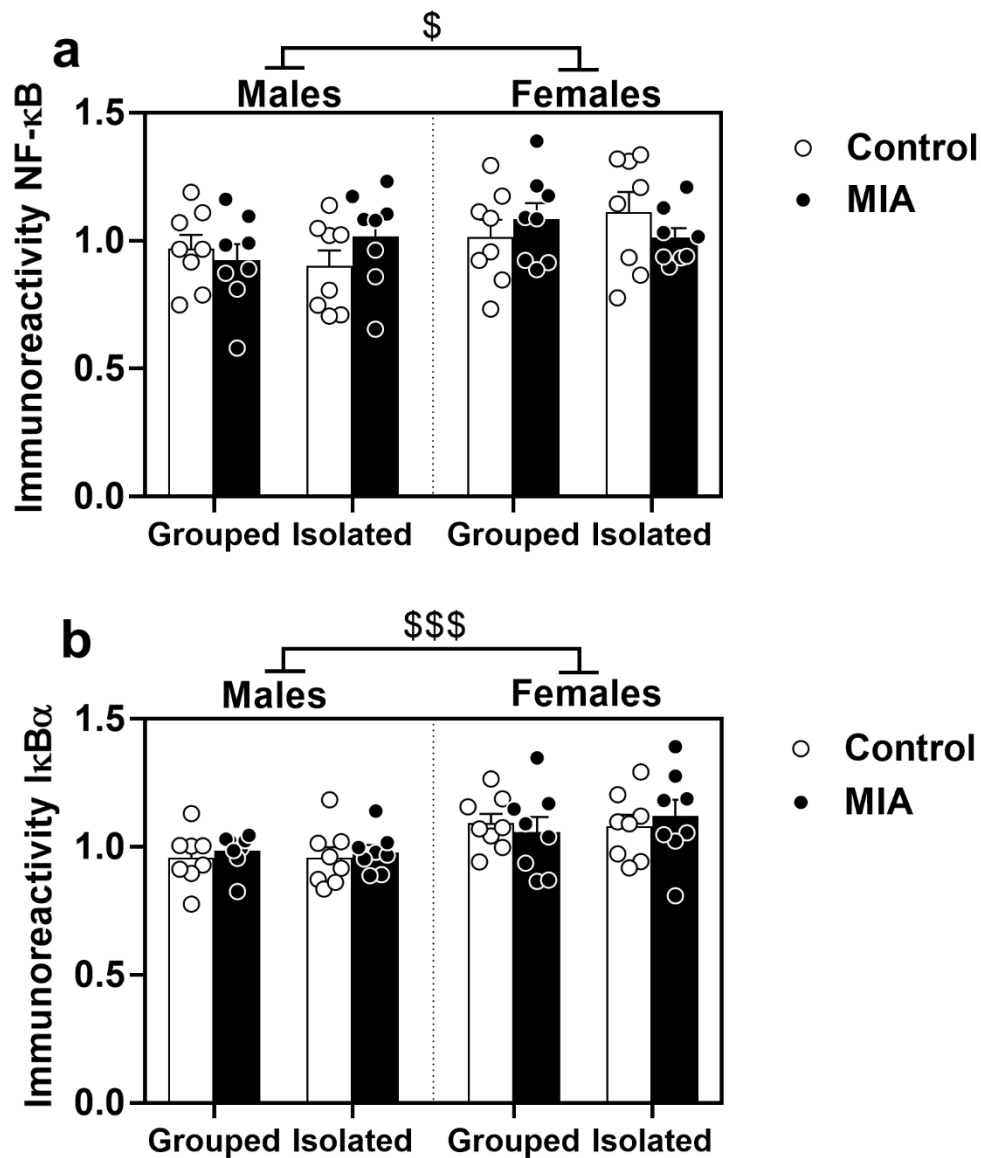 a
$
Males Females
Immunoreactivity NF-κB
1.5
1.0
0.5
0.0
Grouped Isolated Grouped Isolated
Control
MIA
b
$$$
Males Females
Immunoreactivity IκBα
1.5
1.0
0.5
0.0
Grouped Isolated Grouped Isolated
Control
MIA